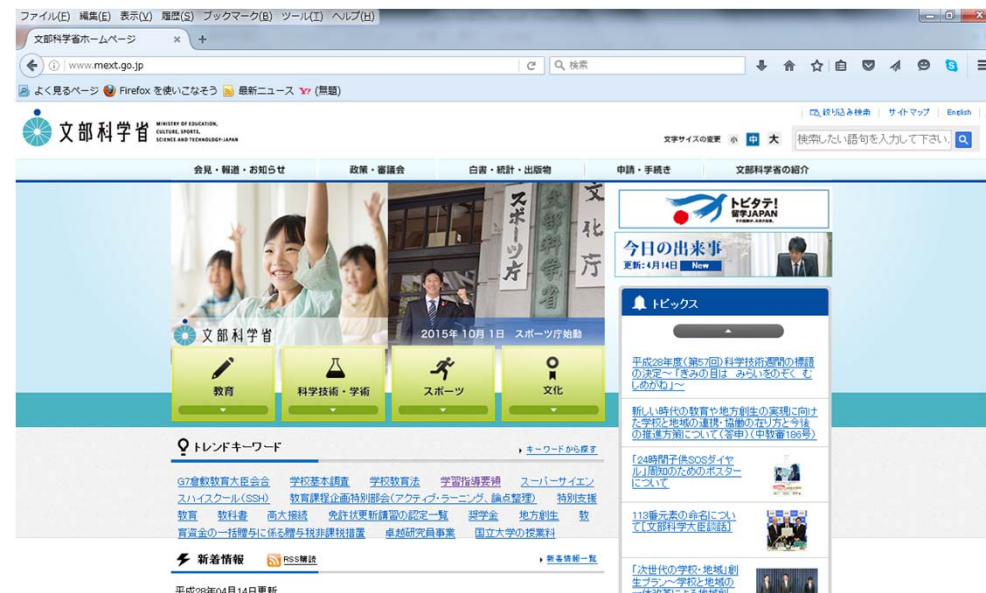 ファイル(F) 編集(E) 表示(V) 履歴(S) ブックマーク(B) ツール(T) ヘルプ(H)
文部科学省ホームページ × +
www.mext.go.jp
検索
よく見るページ Firefox を使いこなそう 最新ニュース Y? (無題)
絞り込み検索 サイトマップ English
文部科学省
MINISTRY OF EDUCATION,
CULTURE, SPORTS,
SCIENCE AND TECHNOLOGY-JAPAN
文字サイズの変更 小 中 大
検索したい語句を入力して下さい。
会見・報道・お知らせ 政策・審議会 白書・統計・出版物 申請・手続き 文部科学省の紹介
スポーツ庁
文部科学省
文化庁
文部科学省
2015年 10月 1日 スポーツ庁始動
教育
科学技術・学術
スポーツ
文化
トビタテ!
留学JAPAN
今日の出来事
更新:4月14日 New
トピックス
平成28年度(第57回)科学技術週間の標語
の決定～「きみの目は みらいをのぞく む
しめがね」～
新しい時代の教育や地方創生の実現に向け
た学校と地域の連携・協働の在り方と今後
の推進方策について(答申)(中教審186号)
「24時間子供SOSダイヤ
ル」周知のためのポスター
について
113番元素の命名につい
て[文部科学大臣談話]
「次世代の学校・地域」創
生プラン～学校と地域の
一体改革による地域創
トレンドキーワード
キーワードから探す
G7倉敷教育大臣会合 学校基本調査 学校教育法 学習指導要領 スーパーサイエン
スハイスクール(SSH) 教育課程企画特別部会(アクティブ・ラーニング、論点整理) 特別支援
教育 教科書 高大接続 免許状更新講習の認定一覧 奨学金 地方創生 教
育資金の一括贈与に係る贈与税非課税措置 卓越研究員事業 国立大学の授業料
新着情報 RSS解説
新着情報一覧
平成28年04月14日更新